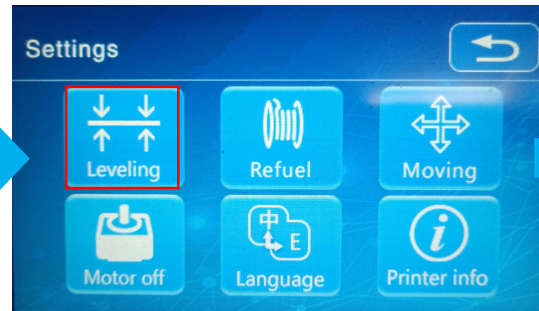 Settings
Leveling
Refuel
Moving
Motor off
中 E
Language
Printer info